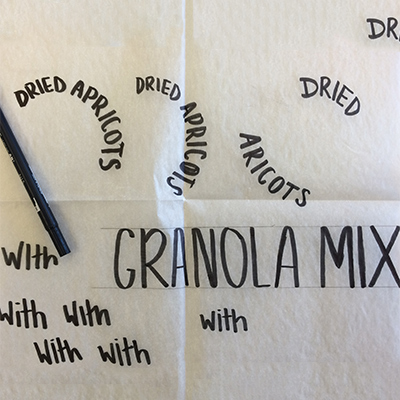 DR
DRIED APRICOTS
DRIED APRICOTS
DRIED
ARICOTS
With
GRANOLA MIX
With With
With
With with